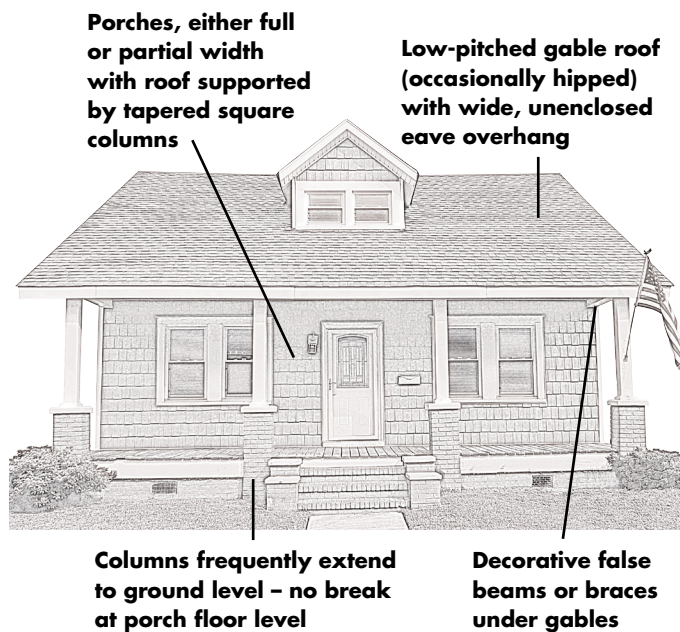 Porches, either full
or partial width
with roof supported
by tapered square
columns
Low-pitched gable roof
(occasionally hipped)
with wide, unenclosed
eave overhang
Columns frequently extend
to ground level – no break
at porch floor level
Decorative false
beams or braces
under gables